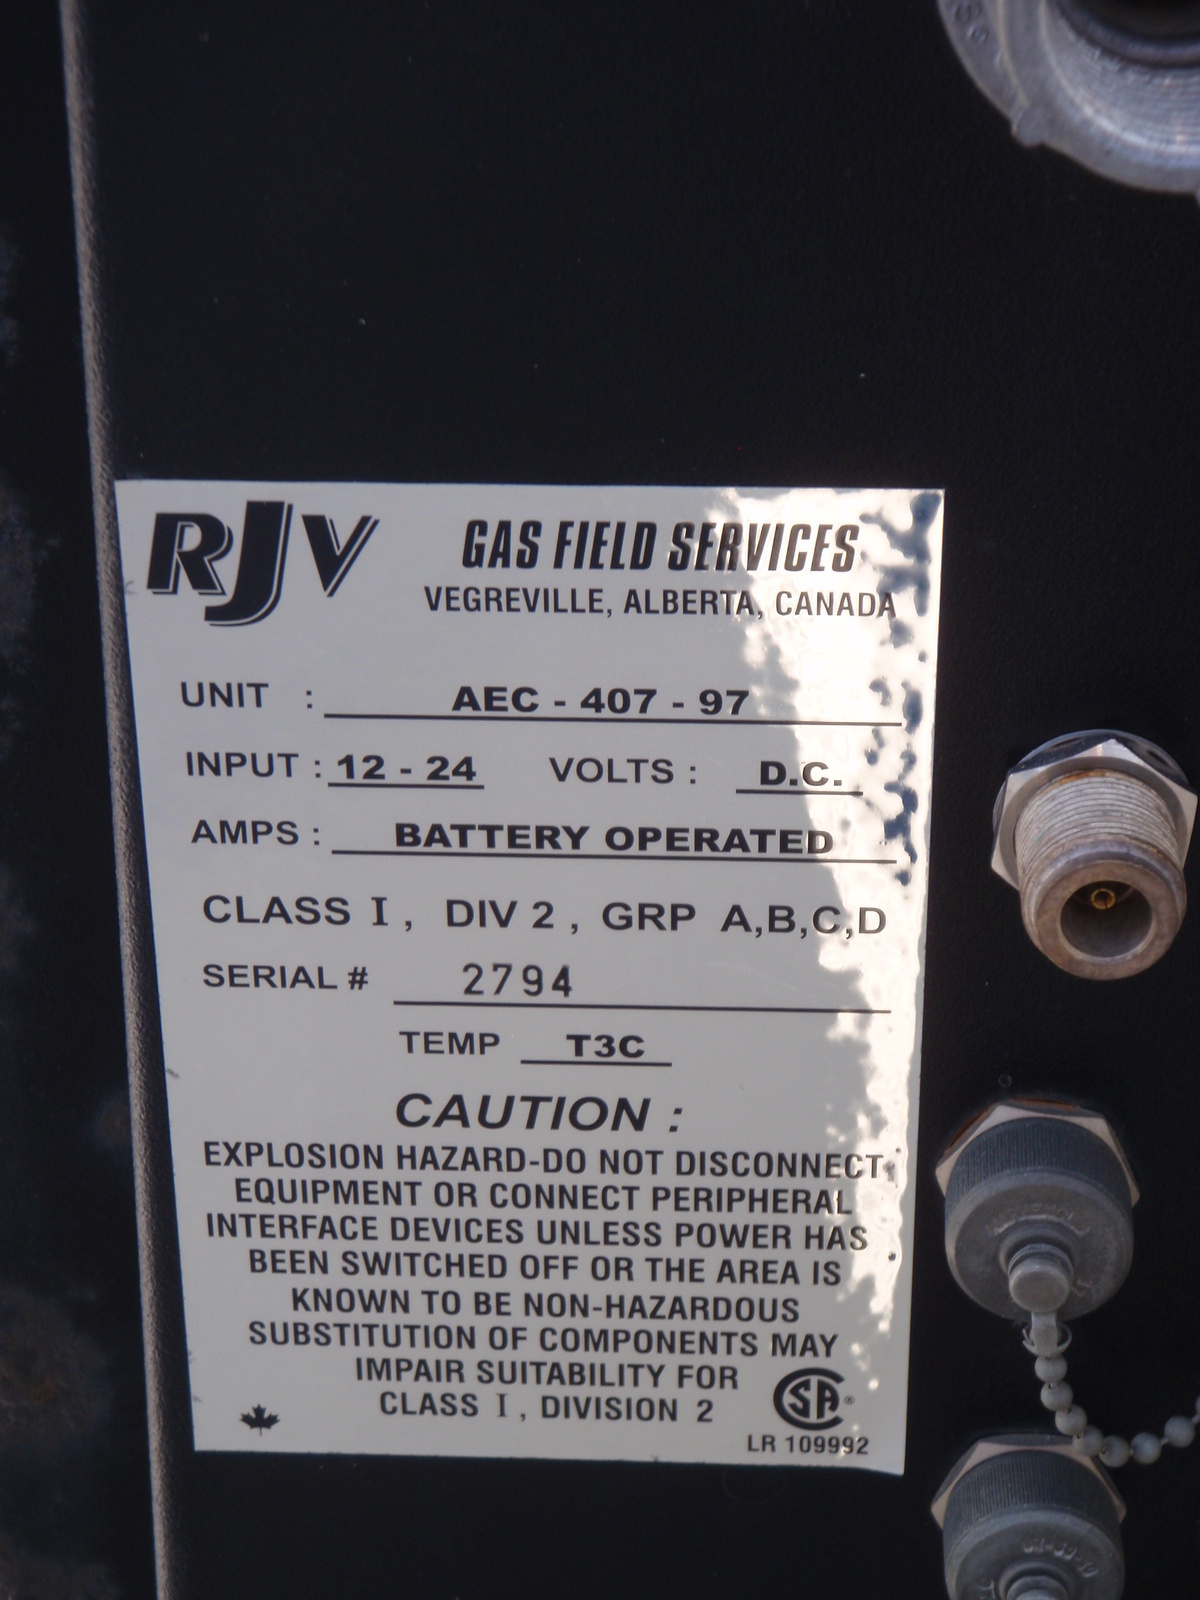 RJV GAS FIELD SERVICES
VEGREVILLE, ALBERTA, CANADA
UNIT : AEC - 407 - 97
INPUT : 12 - 24 VOLTS : D.C.
AMPS : BATTERY OPERATED
CLASS I, DIV 2, GRP A,B,C,D
SERIAL # 2794
TEMP T3C
CAUTION :
EXPLOSION HAZARD-DO NOT DISCONNECT
EQUIPMENT OR CONNECT PERIPHERAL
INTERFACE DEVICES UNLESS POWER HAS
BEEN SWITCHED OFF OR THE AREA IS
KNOWN TO BE NON-HAZARDOUS
SUBSTITUTION OF COMPONENTS MAY
IMPAIR SUITABILITY FOR
CLASS I, DIVISION 2
SA®
LR 109992